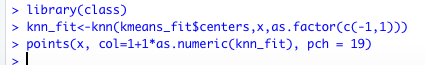 > library(class)
> knn_fit<-knn(kmeans_fit$centers,x,as.factor(c(-1,1)))
> points(x, col=1+1*as.numeric(knn_fit), pch = 19)
>